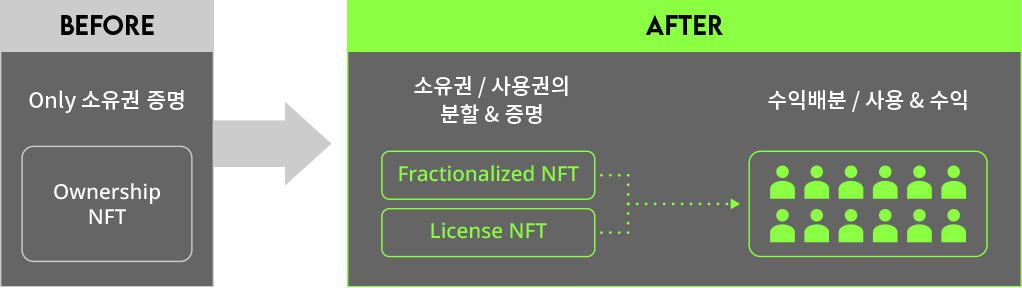 BEFORE
Only 소유권 증명
Ownership
NFT
AFTER
소유권 / 사용권의
분할 & 증명
Fractionalized NFT
License NFT
수익배분 / 사용 & 수익